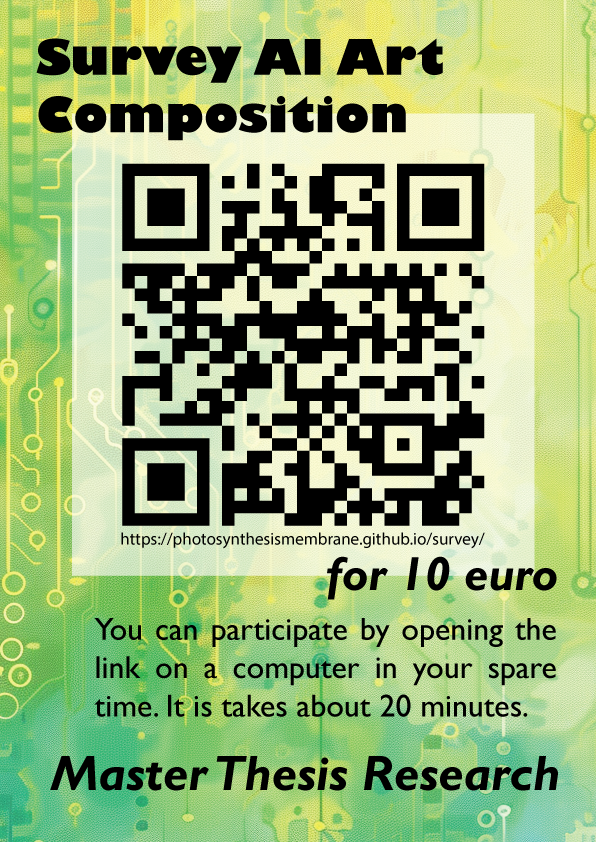 Survey AI Art
Composition
https://photosynthesismembrane.github.io/survey/
for 10 euro
You can participate by opening the
link on a computer in your spare
time. It is takes about 20 minutes.
Master Thesis Research